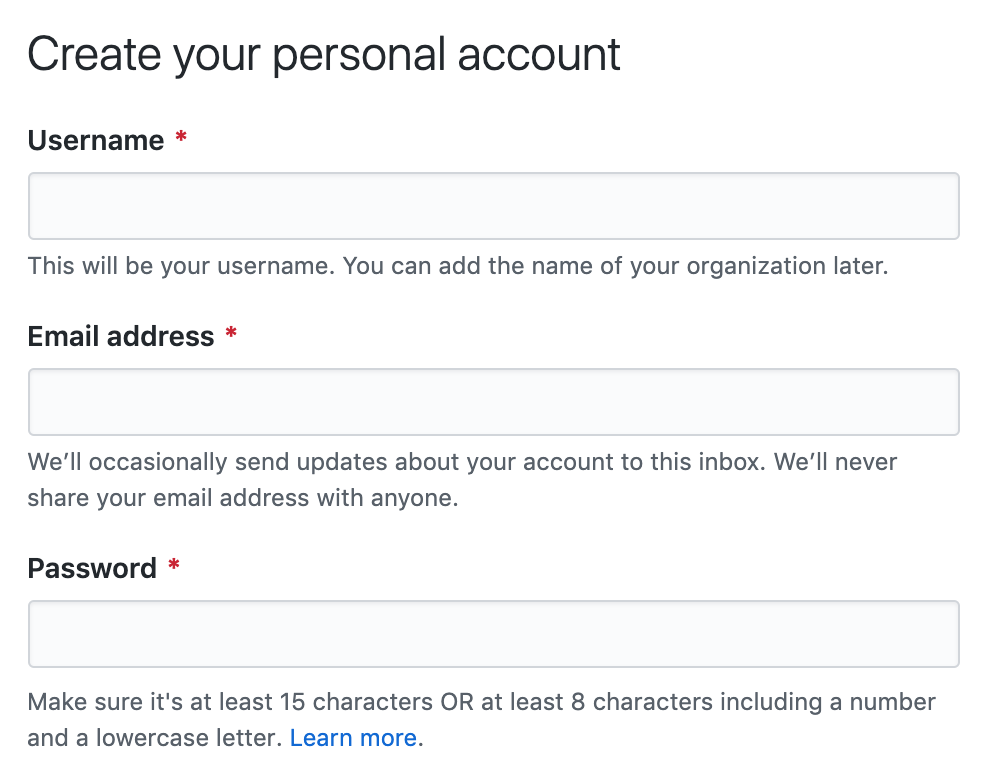 Create your personal account
Username *
This will be your username. You can add the name of your organization later.
Email address *
We’ll occasionally send updates about your account to this inbox. We’ll never
share your email address with anyone.
Password *
Make sure it's at least 15 characters OR at least 8 characters including a number
and a lowercase letter. Learn more.